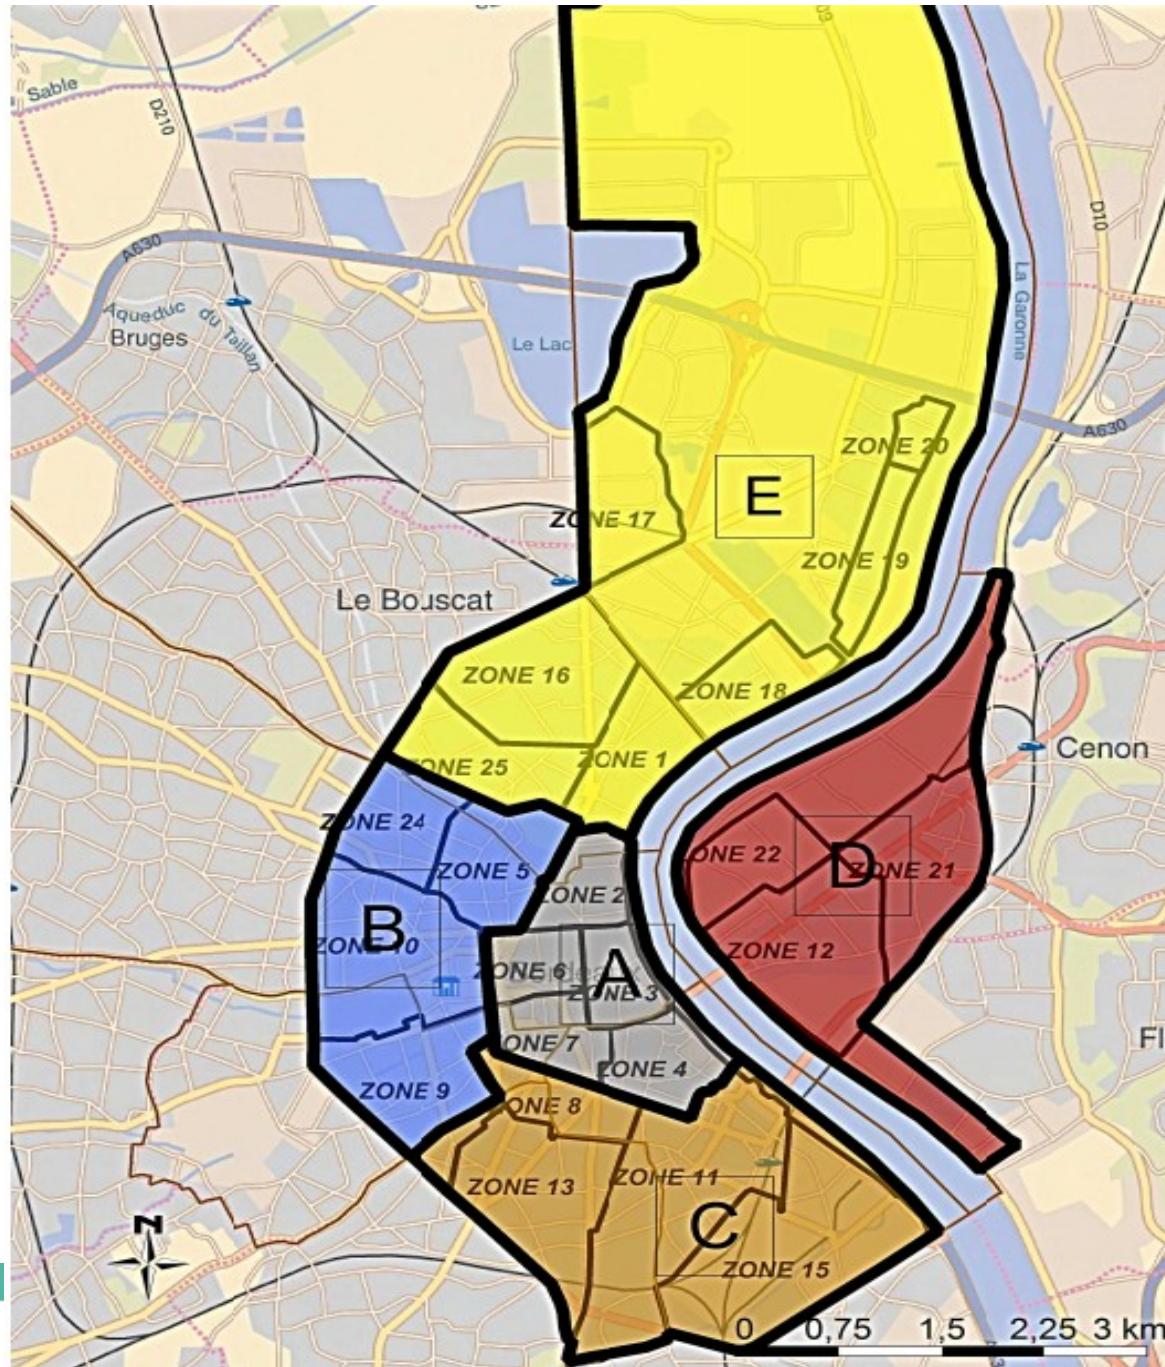 Sable
D210
A630
Aqueduc du Taillan
Bruges
Le Lac
La Garonne
D10
A630
ZONE 20
E
ZONE 17
ZONE 19
Le Bouscat
ZONE 16
ZONE 18
ZONE 25
ZONE 1
Cenon
ZONE 24
ZONE 5
ZONE 22
D
ZONE 21
ZONE 2
B
ZONE 10
ZONE 12
ZONE 6
A
ZONE 3
ZONE 7
ZONE 4
Fl
ZONE 9
ZONE 8
ZONE 13
ZONE 11
C
ZONE 15
N
0 0,75 1,5 2,25 3 km